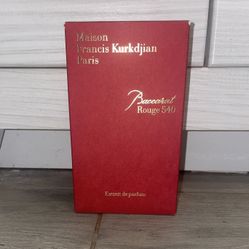 Maison
Francis Kurkdjian
Paris
Baccarat
Rouge 540
Extrait de parfum